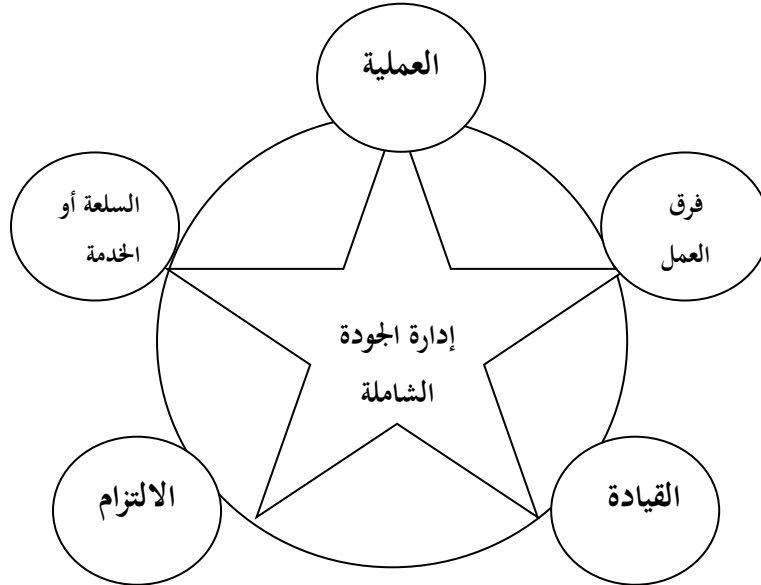 العملية
فرق
العمل
السلعة أو
الخدمة
إدارة الجودة
الشاملة
القيادة
الالتزام